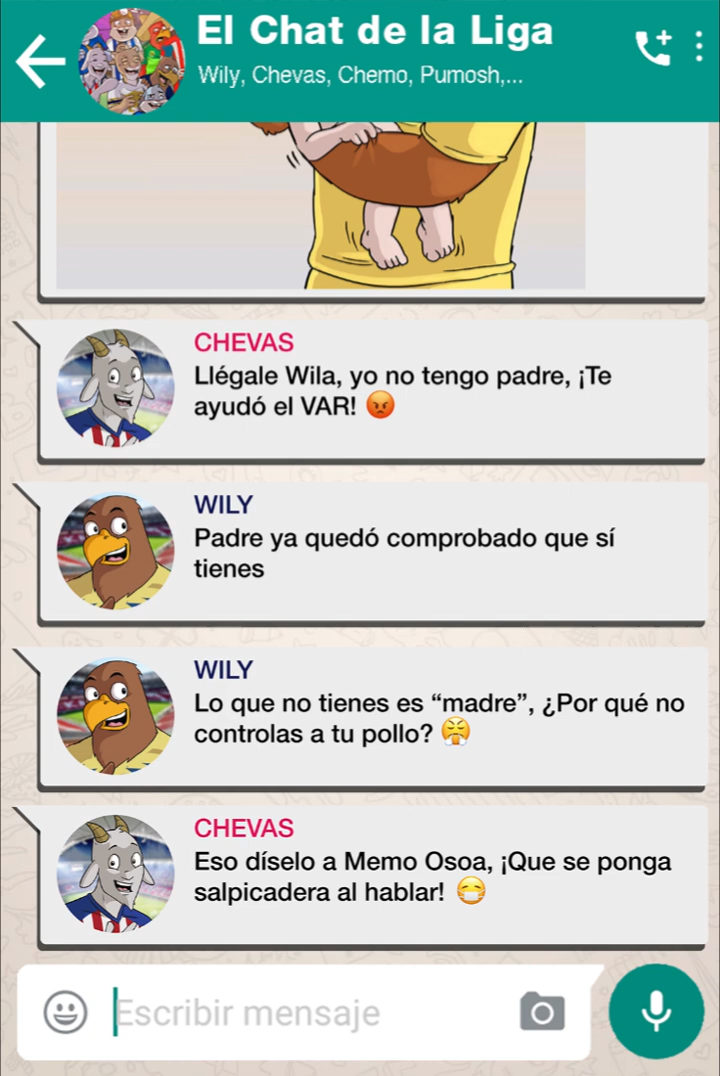 El Chat de la Liga
Wily, Chevas, Chemo, Pumosh,...
CHEVAS
Llégale Wila, yo no tengo padre, ¡Te
ayudó el VAR! 😡
WILY
Padre ya quedó comprobado que sí
tienes
WILY
Lo que no tienes es “madre”, ¿Por qué no
controlas a tu pollo? 😤
CHEVAS
Eso díselo a Memo Osoa, ¡Que se ponga
salpicadera al hablar! 😷
Escribir mensaje